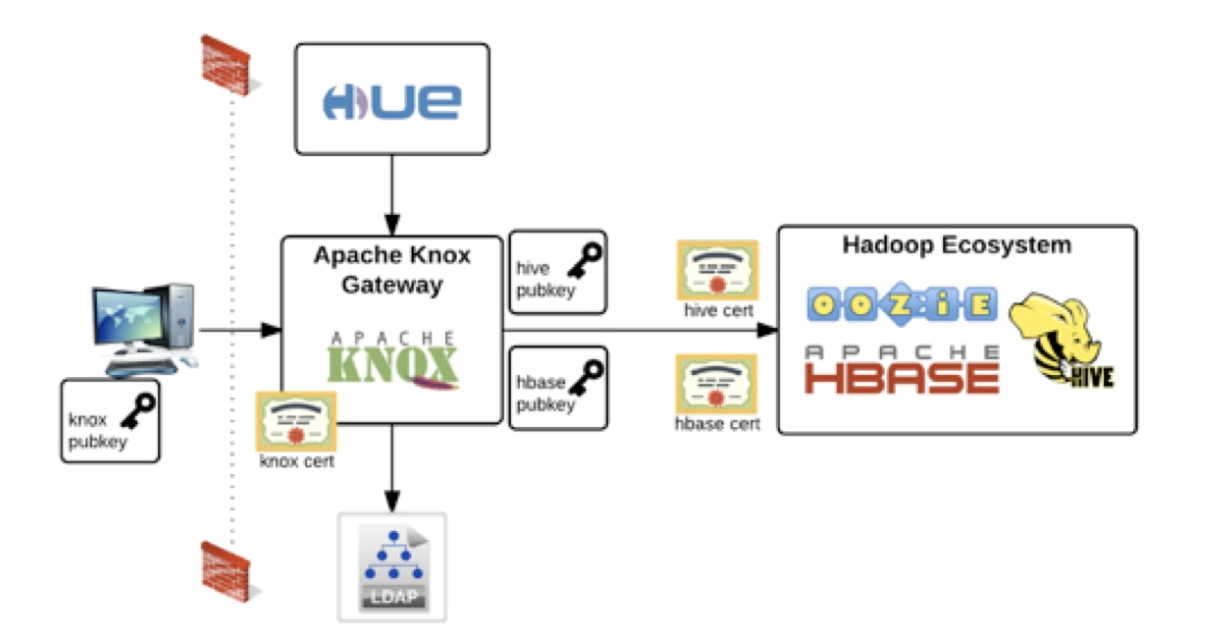 HUE
Apache Knox
Gateway
APACHE
KNOX
knox
pubkey
knox cert
hive
pubkey
hbase
pubkey
hive cert
hbase cert
Hadoop Ecosystem
OOZiE
APACHE
HBASE
HIVE
LDAP